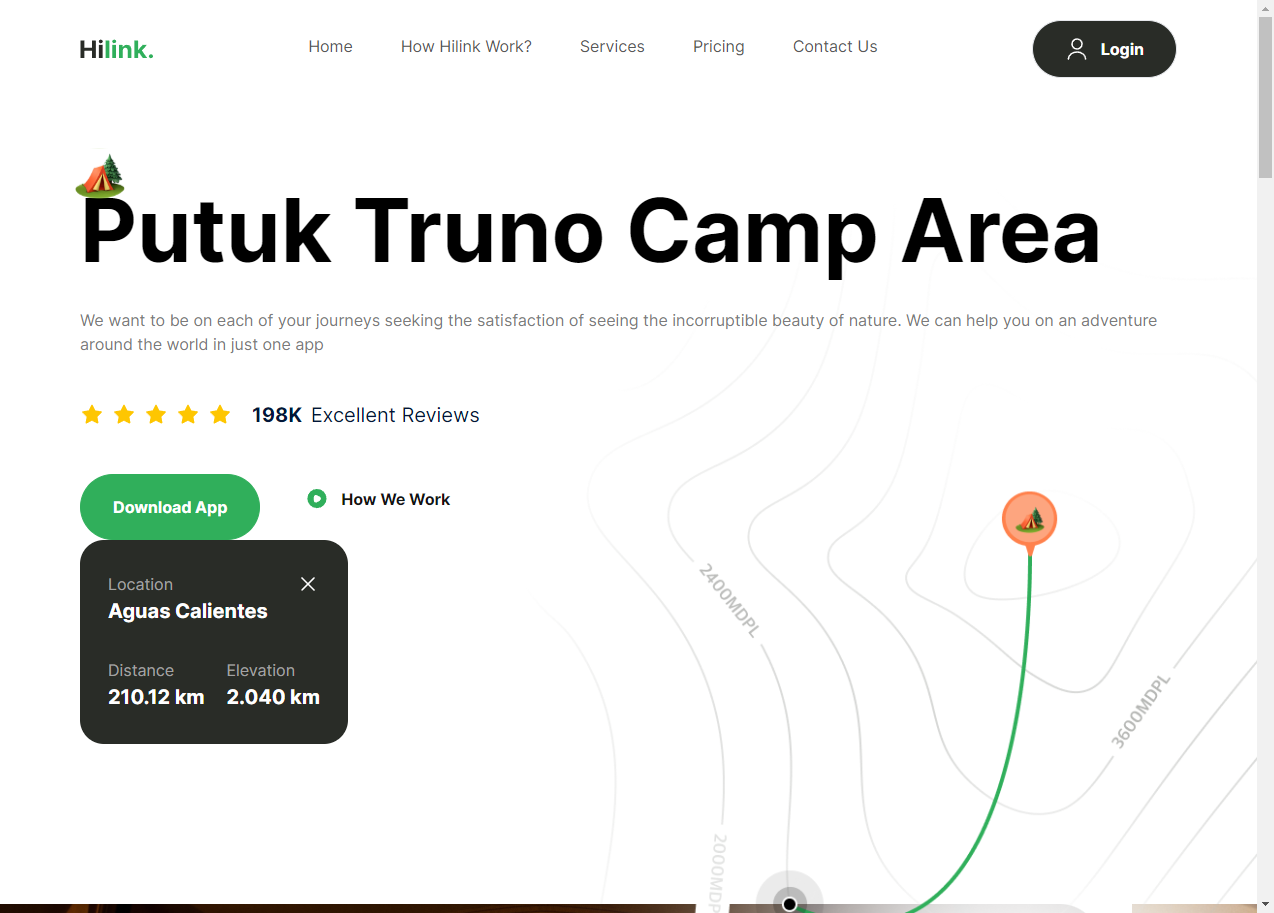 Hilink.
Home
How Hilink Work?
Services
Pricing
Contact Us
Login
Putuk Truno Camp Area
We want to be on each of your journeys seeking the satisfaction of seeing the incorruptible beauty of nature. We can help you on an adventure
around the world in just one app
198K Excellent Reviews
Download App
How We Work
Location
Aguas Calientes
Distance
Elevation
210.12 km
2.040 km
2400MDPL
3600MDPL
2000MDP